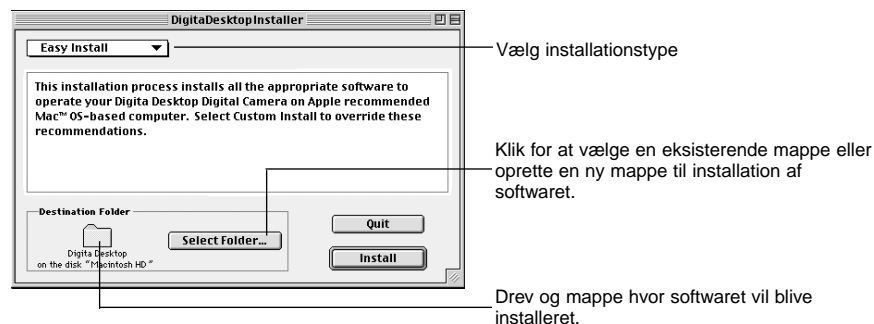 DigitaDesktopInstaller
Easy Install
Vælg installationstype
This installation process installs all the appropriate software to
operate your Digita Desktop Digital Camera on Apple recommended
Mac™ OS-based computer. Select Custom Install to override these
recommendations.
Klik for at vælge en eksisterende mappe eller
oprette en ny mappe til installation af
softwaret.
Destination Folder
Select Folder...
Quit
Digita Desktop
on the disk "Macintosh HD"
Install
Drev og mappe hvor softwaret vil blive
installeret.